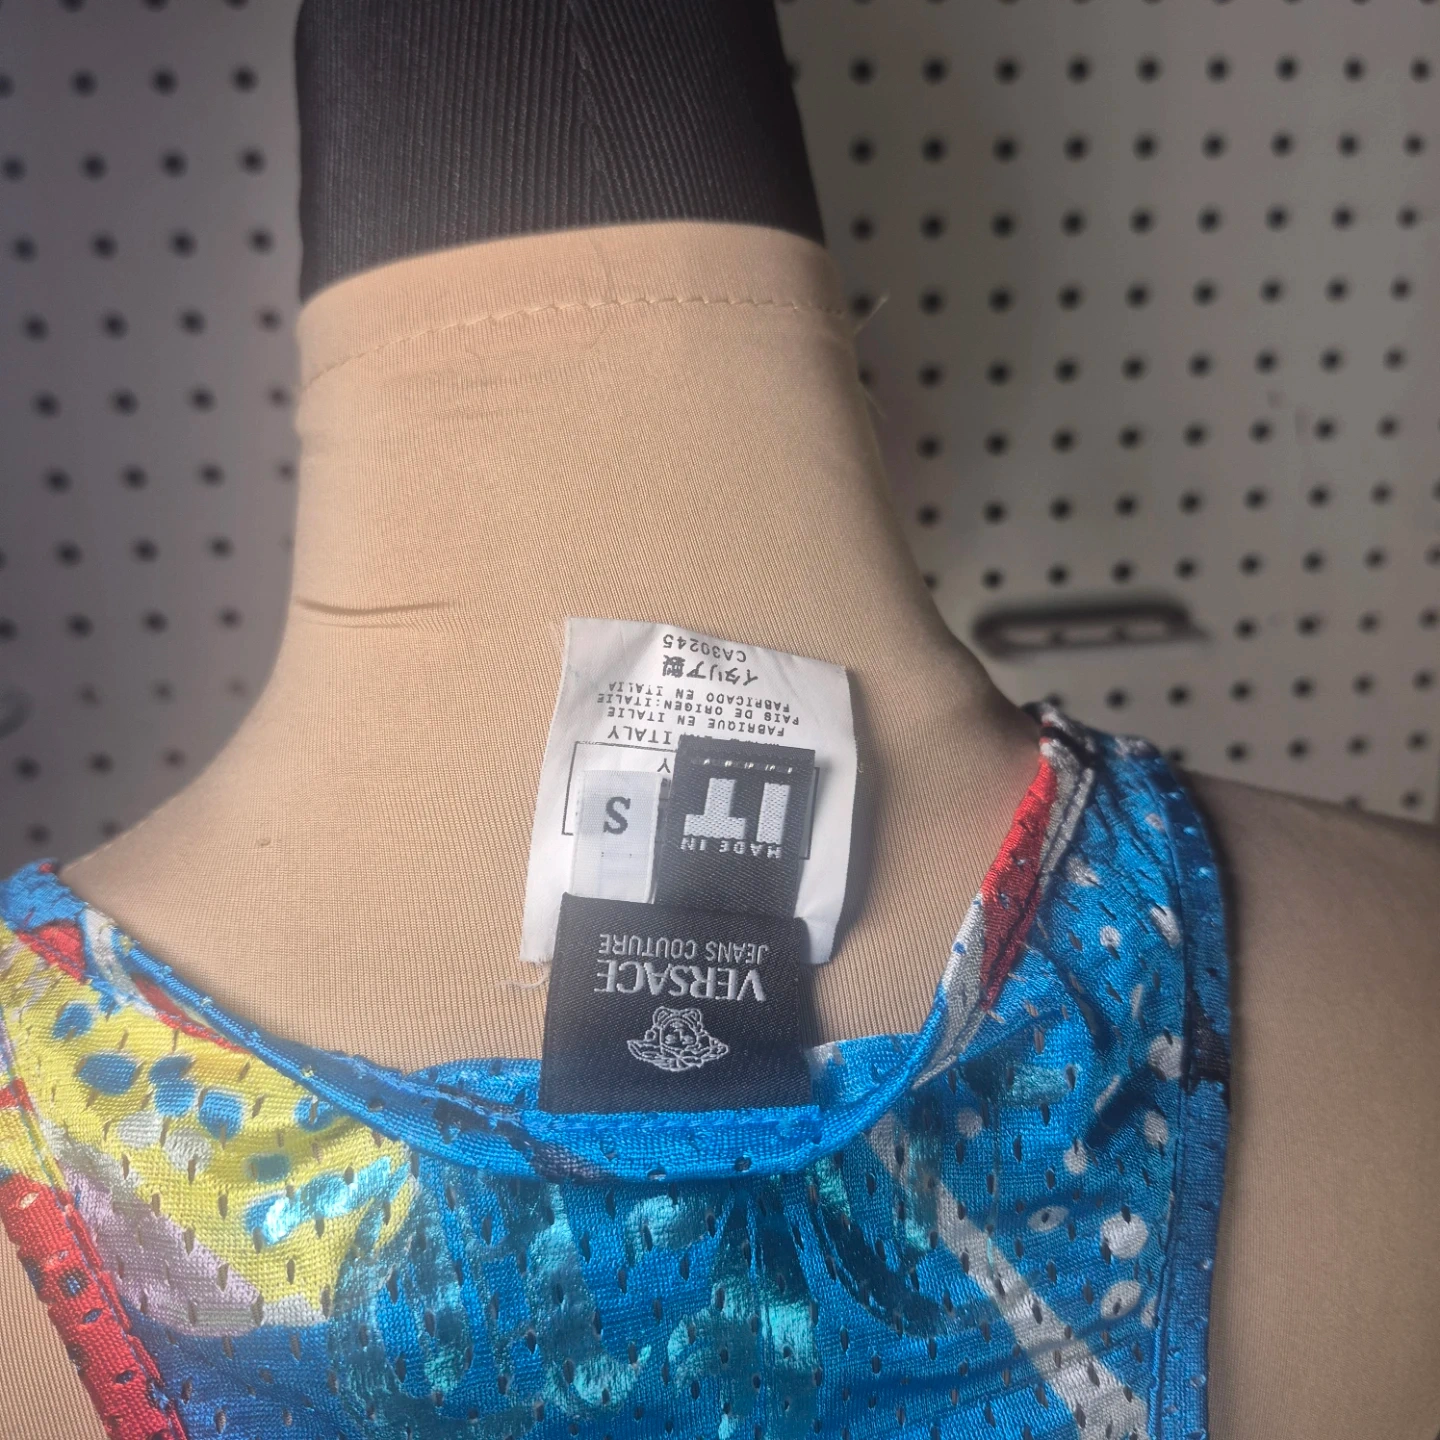 VERSACE
JEANS COUTURE
MADE IN
IT
S
Y
ITALY
FABRIQUE EN ITALIE
PAIS DE ORIGEN:ITALIE
FABRICADO EN ITALIA
イタリア製
CA30245